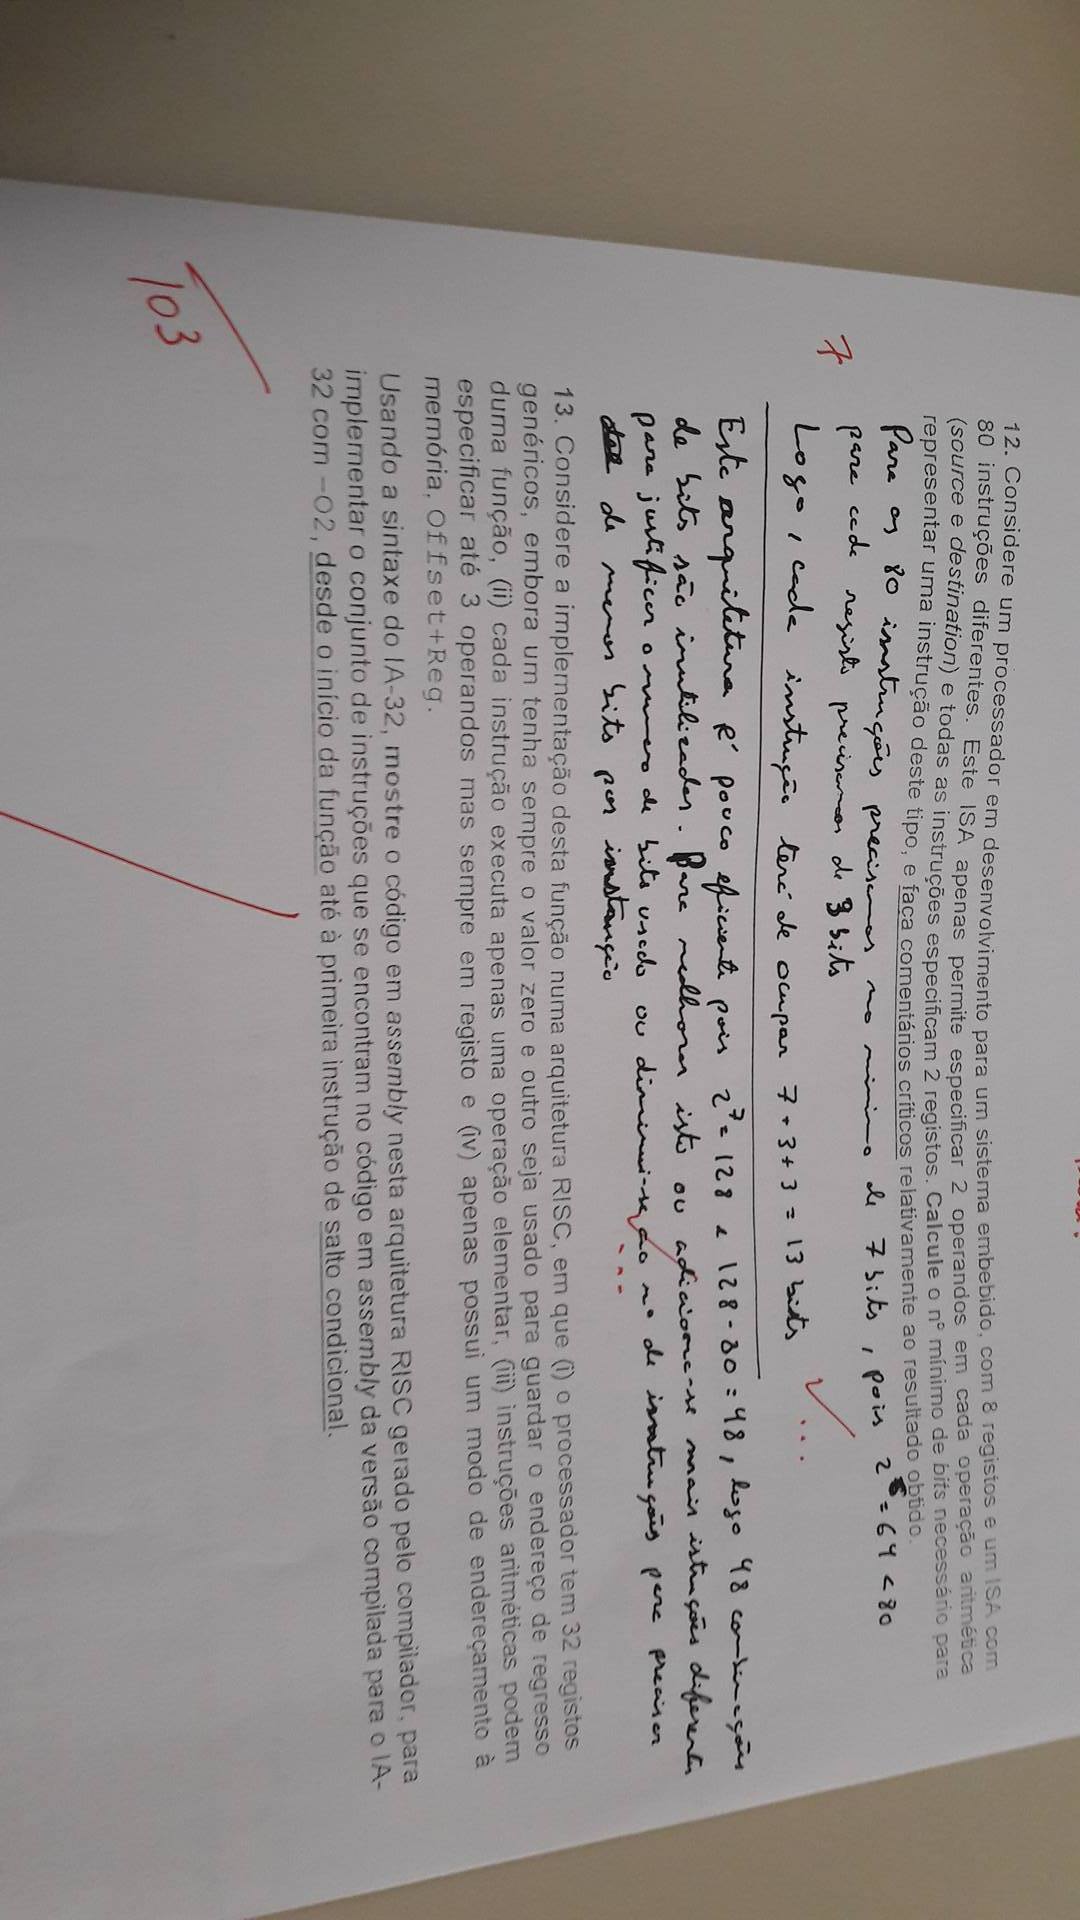 12. Considere um processador em desenvolvimento para um sistema embebido, com 8 registos e um ISA com
80 instruções diferentes. Este ISA apenas permite especificar 2 operandos em cada operação aritmética
(source e destination) e todas as instruções especificam 2 registos. Calcule o nº mínimo de bits necessário para
representar uma instrução deste tipo, e faça comentários críticos relativamente ao resultado obtido.
Para as 80 instruções precisamos no minimo de 7 bits, pois 2^6 = 64 < 80
para cada registo precisamos de 3 bits
7
Logo, cada instrução terá de ocupar 7+3+3 = 13 bits ✓...
Esta arquitetura é pouco eficiente pois 2^7 = 128 e 128-80 = 48, logo 48 combinações
de bits são inutilizadas. Para melhorar isto ou adiciona-se mais istruções diferentes
para justificar o numero de bits usado ou diminui-se ao nº de instruções para precisar
de menos bits por instrução
13. Considere a implementação desta função numa arquitetura RISC, em que (i) o processador tem 32 registos
genéricos, embora um tenha sempre o valor zero e outro seja usado para guardar o endereço de regresso
duma função, (ii) cada instrução executa apenas uma operação elementar, (iii) instruções aritméticas podem
especificar até 3 operandos mas sempre em registo e (iv) apenas possui um modo de endereçamento à
memória, Offset+Reg.
Usando a sintaxe do IA-32, mostre o código em assembly nesta arquitetura RISC gerado pelo compilador, para
implementar o conjunto de instruções que se encontram no código em assembly da versão compilada para o IA-
32 com -O2, desde o início da função até à primeira instrução de salto condicional.
103